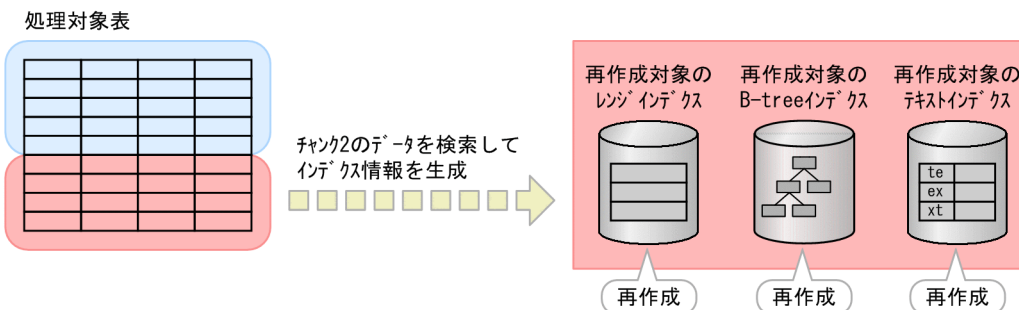 処理対象表
チャンク2のデータを検索して
インデクス情報を生成
再作成対象の
レンジインデクス
再作成対象の
B-treeインデクス
再作成対象の
テキストインデクス
te
ex
xt
再作成
再作成
再作成